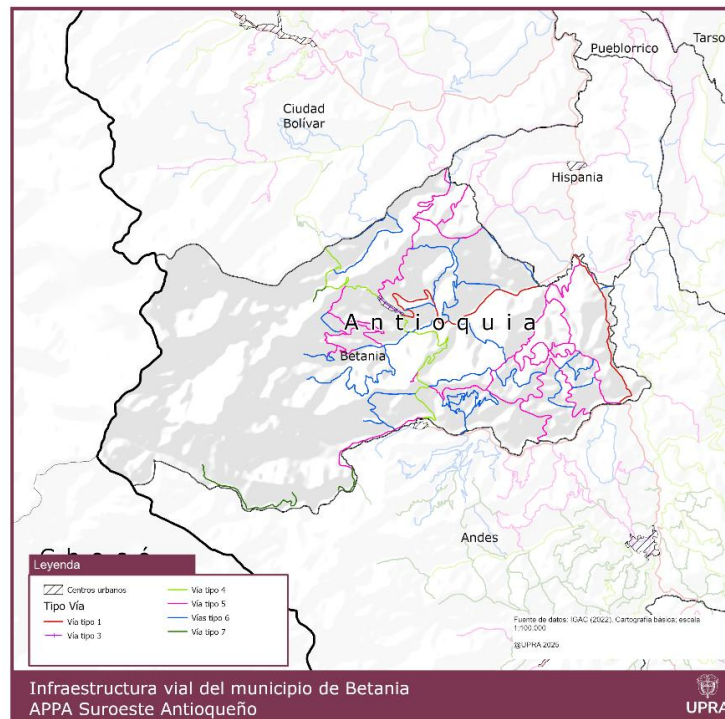 Pueblorrico
Tarso
Ciudad
Bolívar
Hispania
Antioquia
Betania
Andes
Leyenda
Centros urbanos
Tipo Vía
Vía tipo 1
Vía tipo 3
Vía tipo 4
Vía tipo 5
Vías tipo 6
Vía tipo 7
Fuente de datos: IGAC (2022). Cartografía básica; escala
1:100.000
@UPRA 2025
Infraestructura vial del municipio de Betania
APPA Suroeste Antioqueño
UPRA